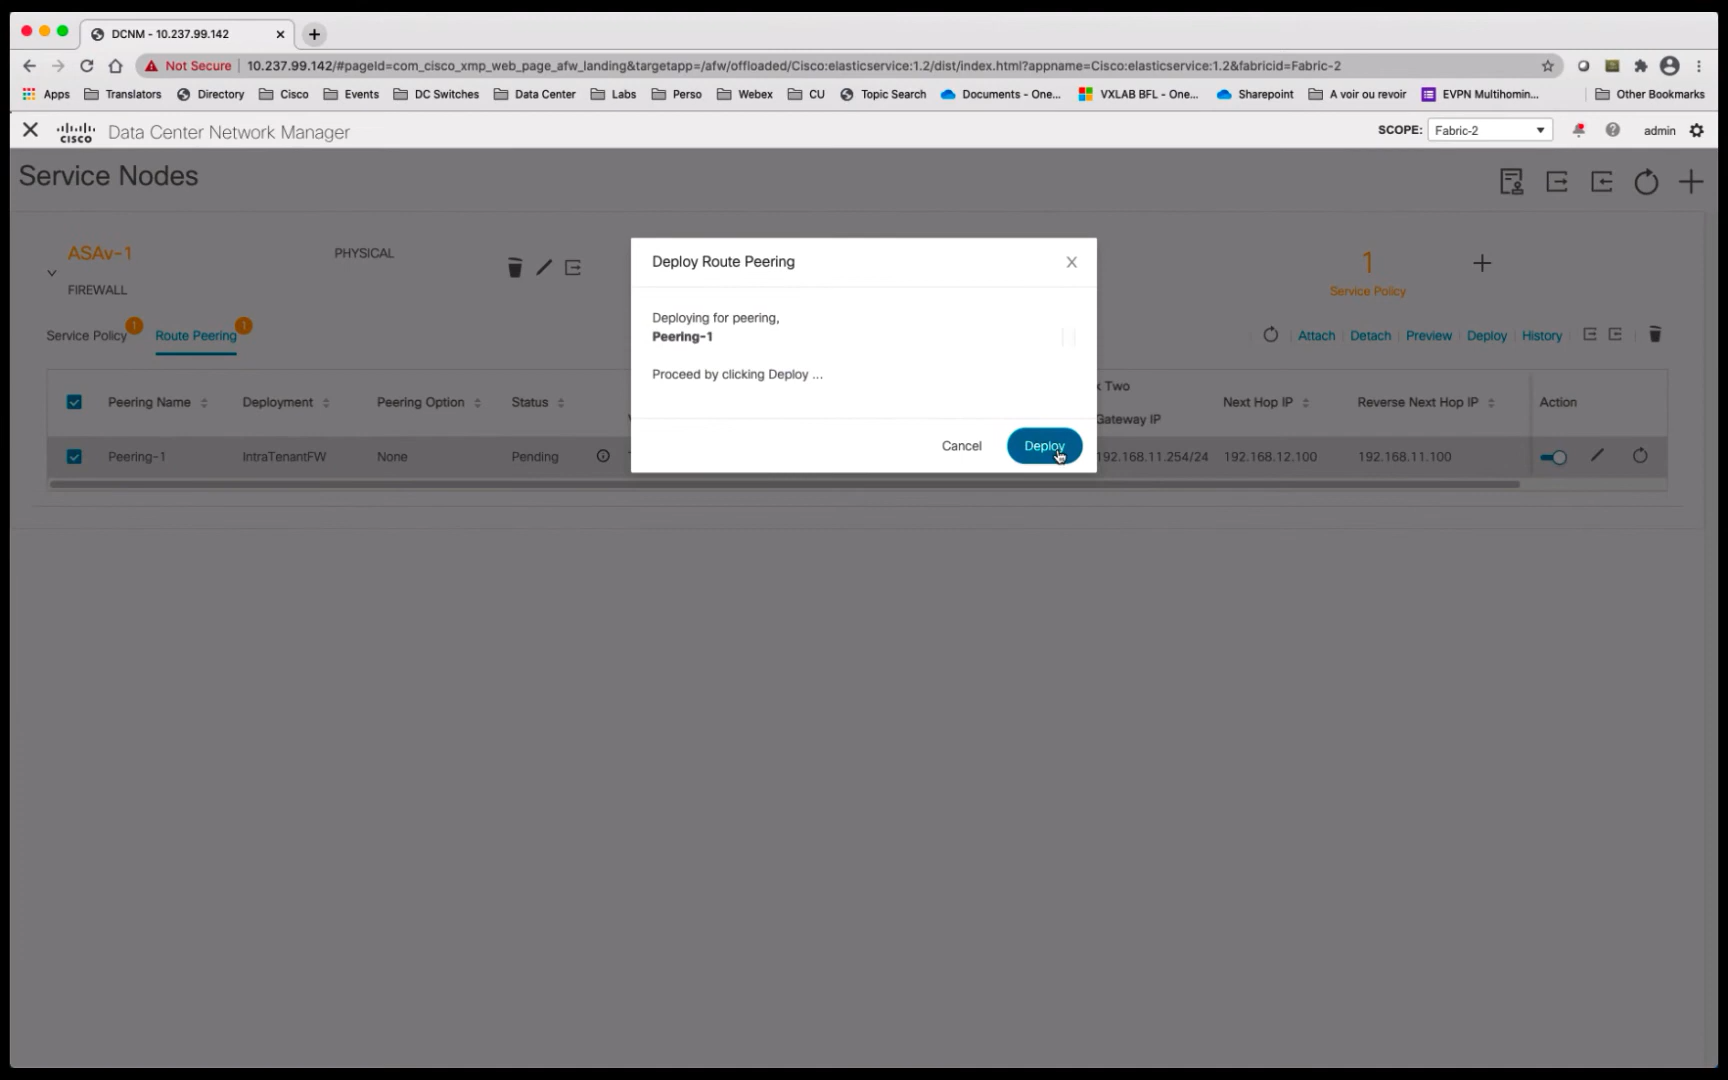 DCNM - 10.237.99.142
Not Secure 10.237.99.142/#pageId=com_cisco_xmp_web_page_afw_landing&targetapp=/afw/offloaded/Cisco:elasticservice:1.2/dist/index.html?appname=Cisco:elasticservice:1.2&fabricid=Fabric-2
Apps Translators Directory Cisco Events DC Switches Data Center Labs Perso Webex CU Topic Search Documents - One... VXLAB BFL - One... Sharepoint A voir ou revoir EVPN Multihomin... Other Bookmarks
cisco Data Center Network Manager SCOPE: Fabric-2 admin
Service Nodes
ASAv-1 PHYSICAL
FIREWALL
1
Service Policy
Service Policy 1 Route Peering 1 Attach Detach Preview Deploy History
Peering Name Deployment Peering Option Status Two Gateway IP Next Hop IP Reverse Next Hop IP Action
Peering-1 IntraTenantFW None Pending 192.168.11.254/24 192.168.12.100 192.168.11.100
Deploy Route Peering
Deploying for peering,
Peering-1
Proceed by clicking Deploy ...
Cancel Deploy